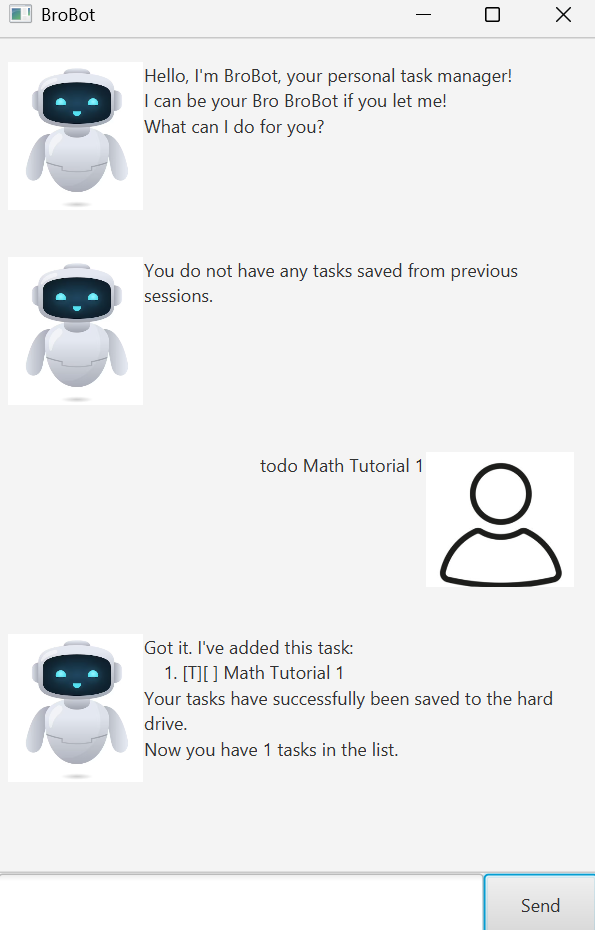 BroBot
Hello, I'm BroBot, your personal task manager!
I can be your Bro BroBot if you let me!
What can I do for you?
You do not have any tasks saved from previous
sessions.
todo Math Tutorial 1
Got it. I've added this task:
1. [T][ ] Math Tutorial 1
Your tasks have successfully been saved to the hard
drive.
Now you have 1 tasks in the list.
Send